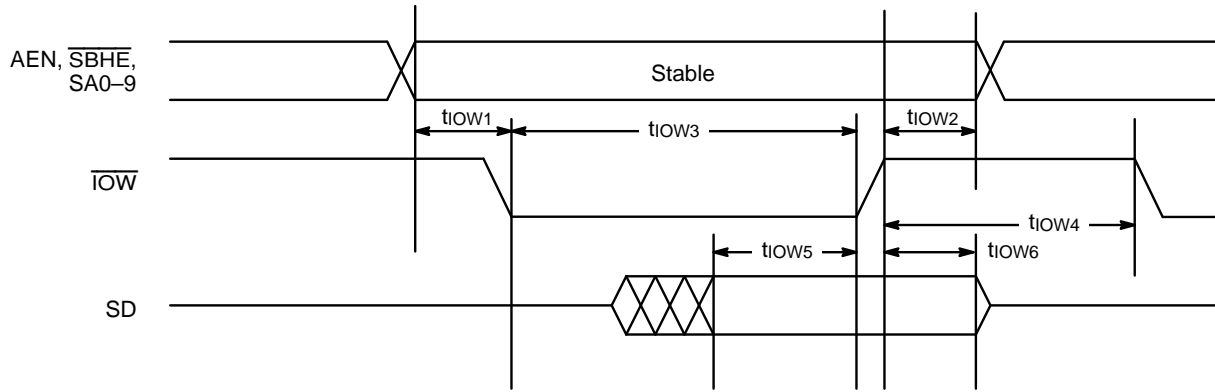 AEN, SBHE,
SA0–9
Stable
tIOW1
tIOW3
tIOW2
IOW
tIOW4
tIOW5
tIOW6
SD